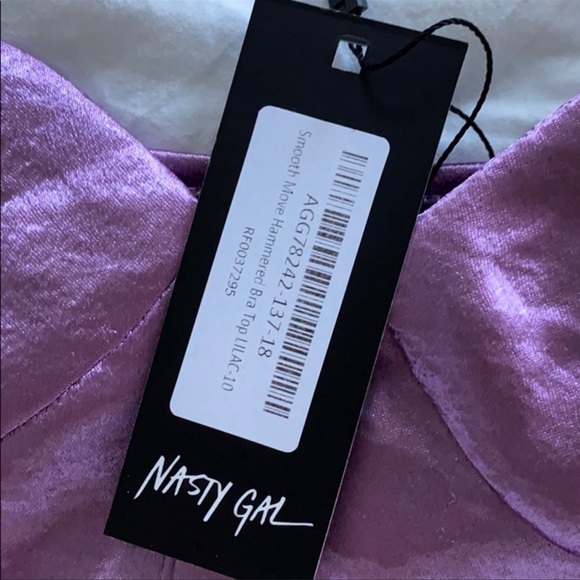 AGG78242-137-18
Smooth Move Hammered Bra Top LILAC-10
RF0037295
NASTY GAL